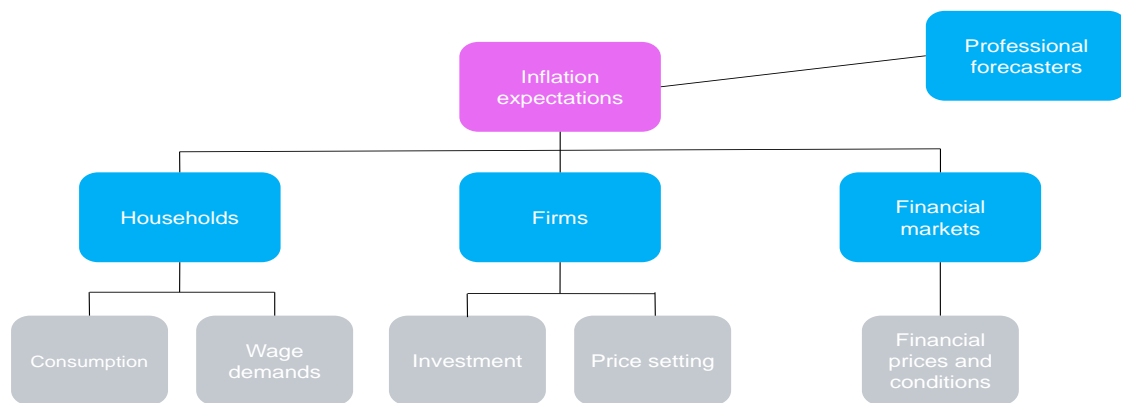 Professional
forecasters
Inflation
expectations
Households
Firms
Financial
markets
Consumption
Wage
demands
Investment
Price setting
Financial
prices and
conditions